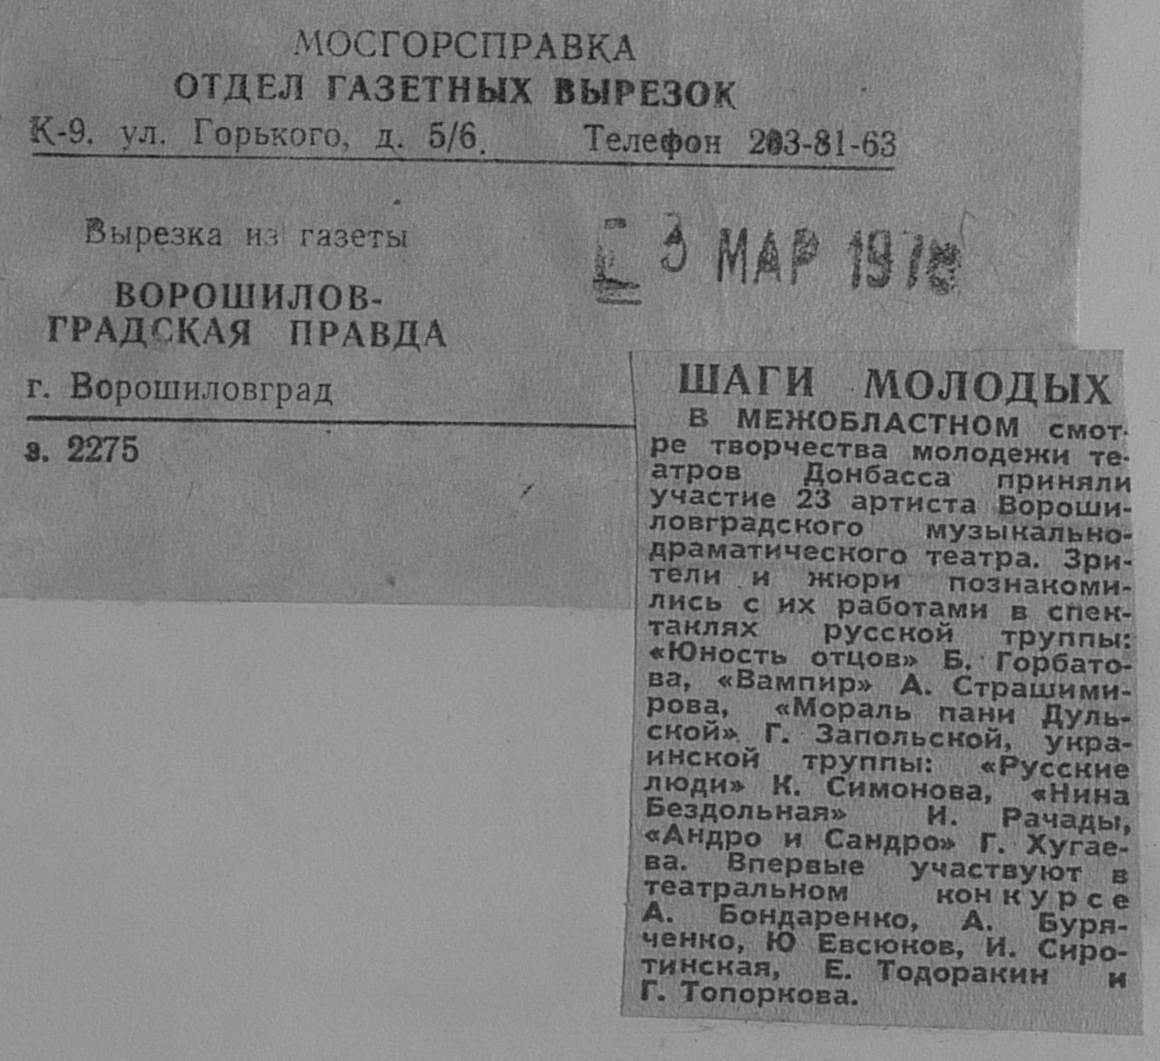 МОСГОРСПРАВКА
ОТДЕЛ ГАЗЕТНЫХ ВЫРЕЗОК
К-9. ул. Горького, д. 5/6. Телефон 203-81-63
Вырезка из газеты
3 МАР 1978
ВОРОШИЛОВ-
ГРАДСКАЯ ПРАВДА
г. Ворошиловград
з. 2275
ШАГИ МОЛОДЫХ
В МЕЖОБЛАСТНОМ смот-
ре творчества молодежи те-
атров Донбасса приняли
участие 23 артиста Вороши-
ловградского музыкально-
драматического театра. Зри-
тели и жюри познакоми-
лись с их работами в спек-
таклях русской труппы:
«Юность отцов» Б. Горбато-
ва, «Вампир» А. Страшими-
рова, «Мораль пани Дуль-
ской» Г. Запольской, укра-
инской труппы: «Русские
люди» К. Симонова, «Нина
Бездольная» И. Рачады,
«Андро и Сандро» Г. Хугае-
ва. Впервые участвуют в
театральном конкурсе
А. Бондаренко, А. Буря-
ченко, Ю Евсюков, И. Сиро-
тинская, Е. Тодоракин и
Г. Топоркова.